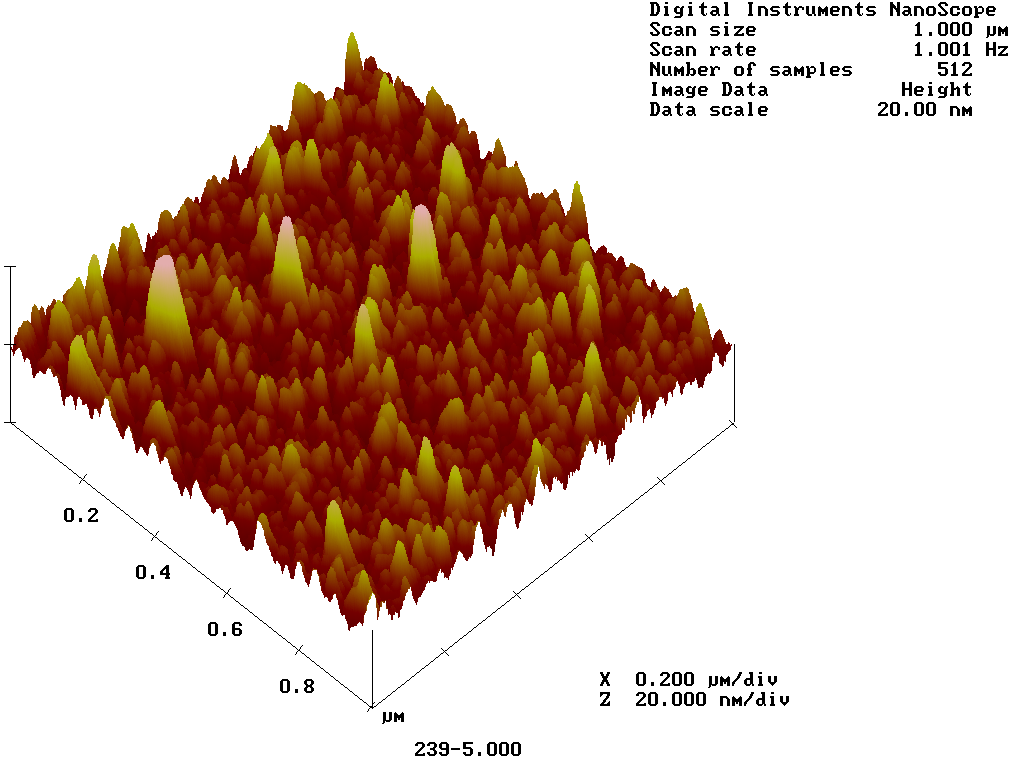 Digital Instruments NanoScope
Scan size 1.000 µm
Scan rate 1.001 Hz
Number of samples 512
Image Data Height
Data scale 20.00 nm
0.2
0.4
0.6
0.8
µm
X 0.200 µm/div
Z 20.000 nm/div
239-5.000